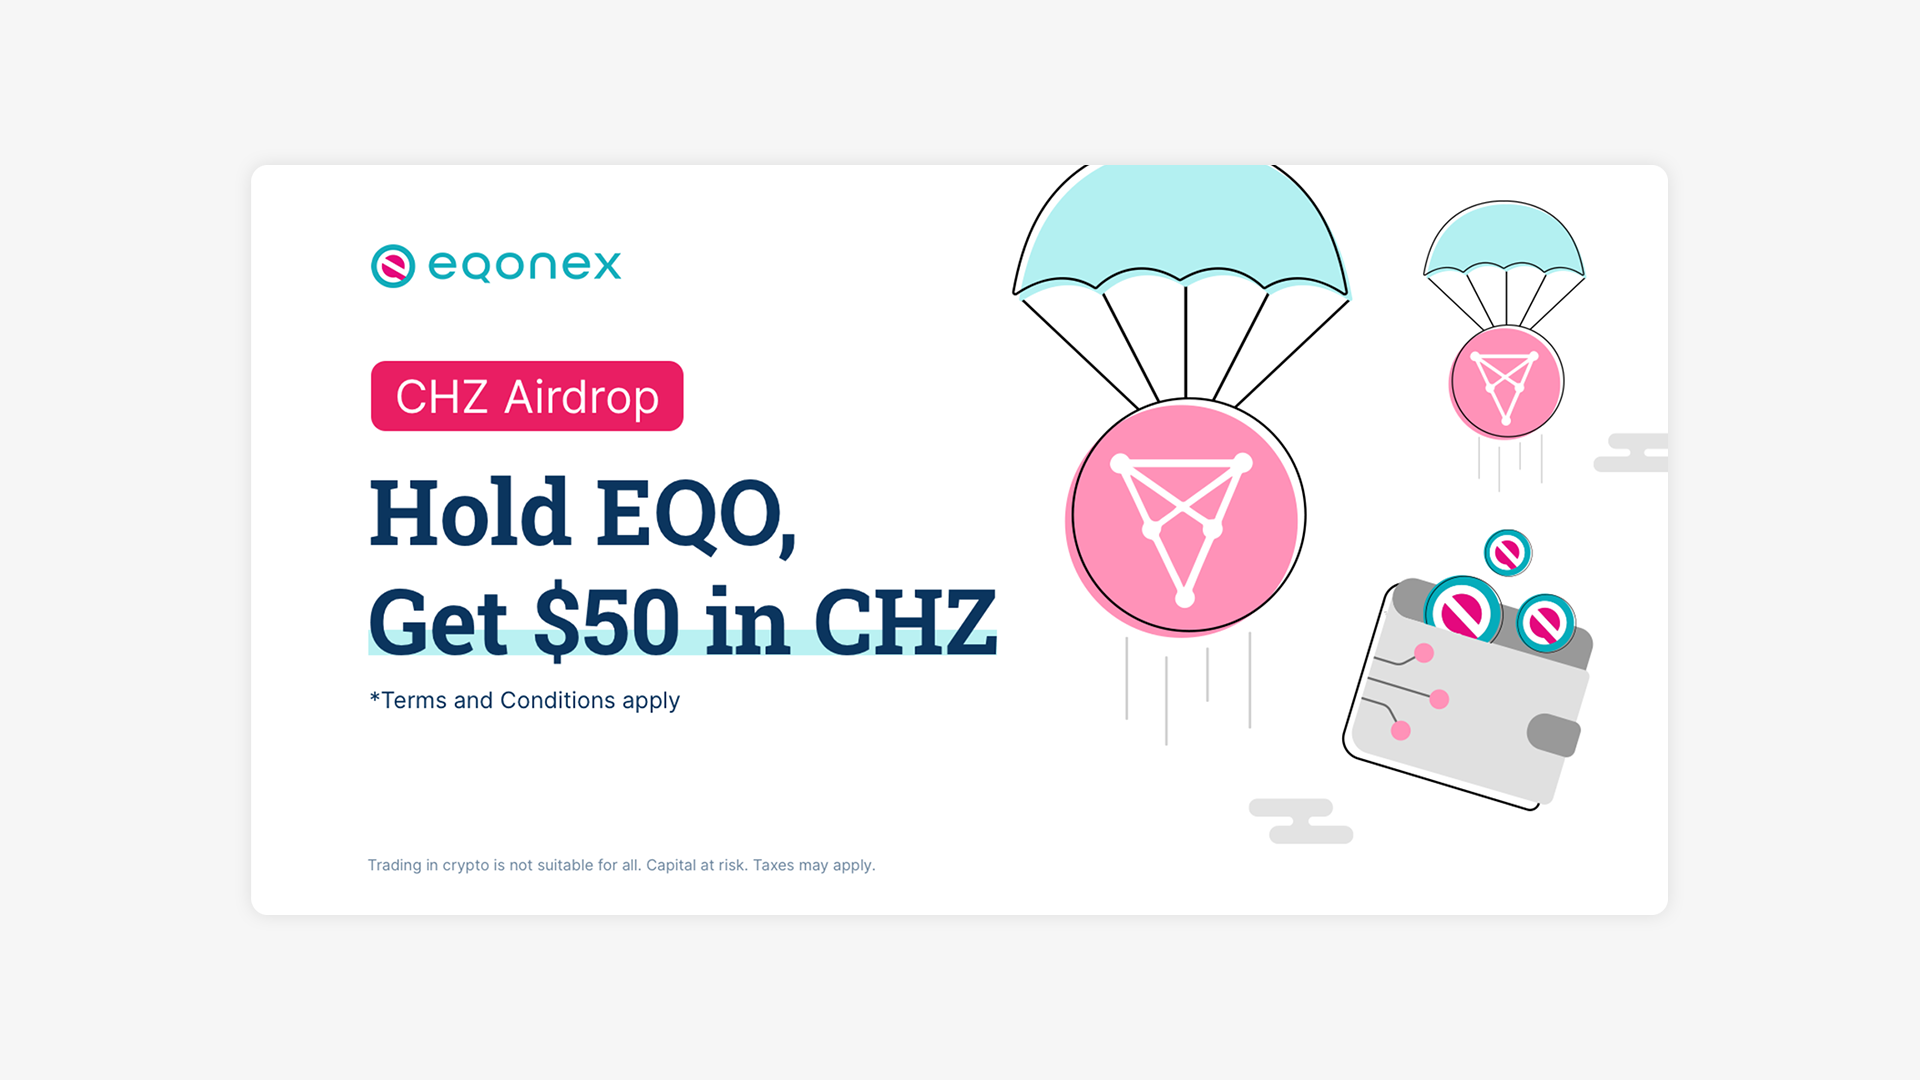 eqonex
CHZ Airdrop
Hold EQO,
Get $50 in CHZ
*Terms and Conditions apply
Trading in crypto is not suitable for all. Capital at risk. Taxes may apply.